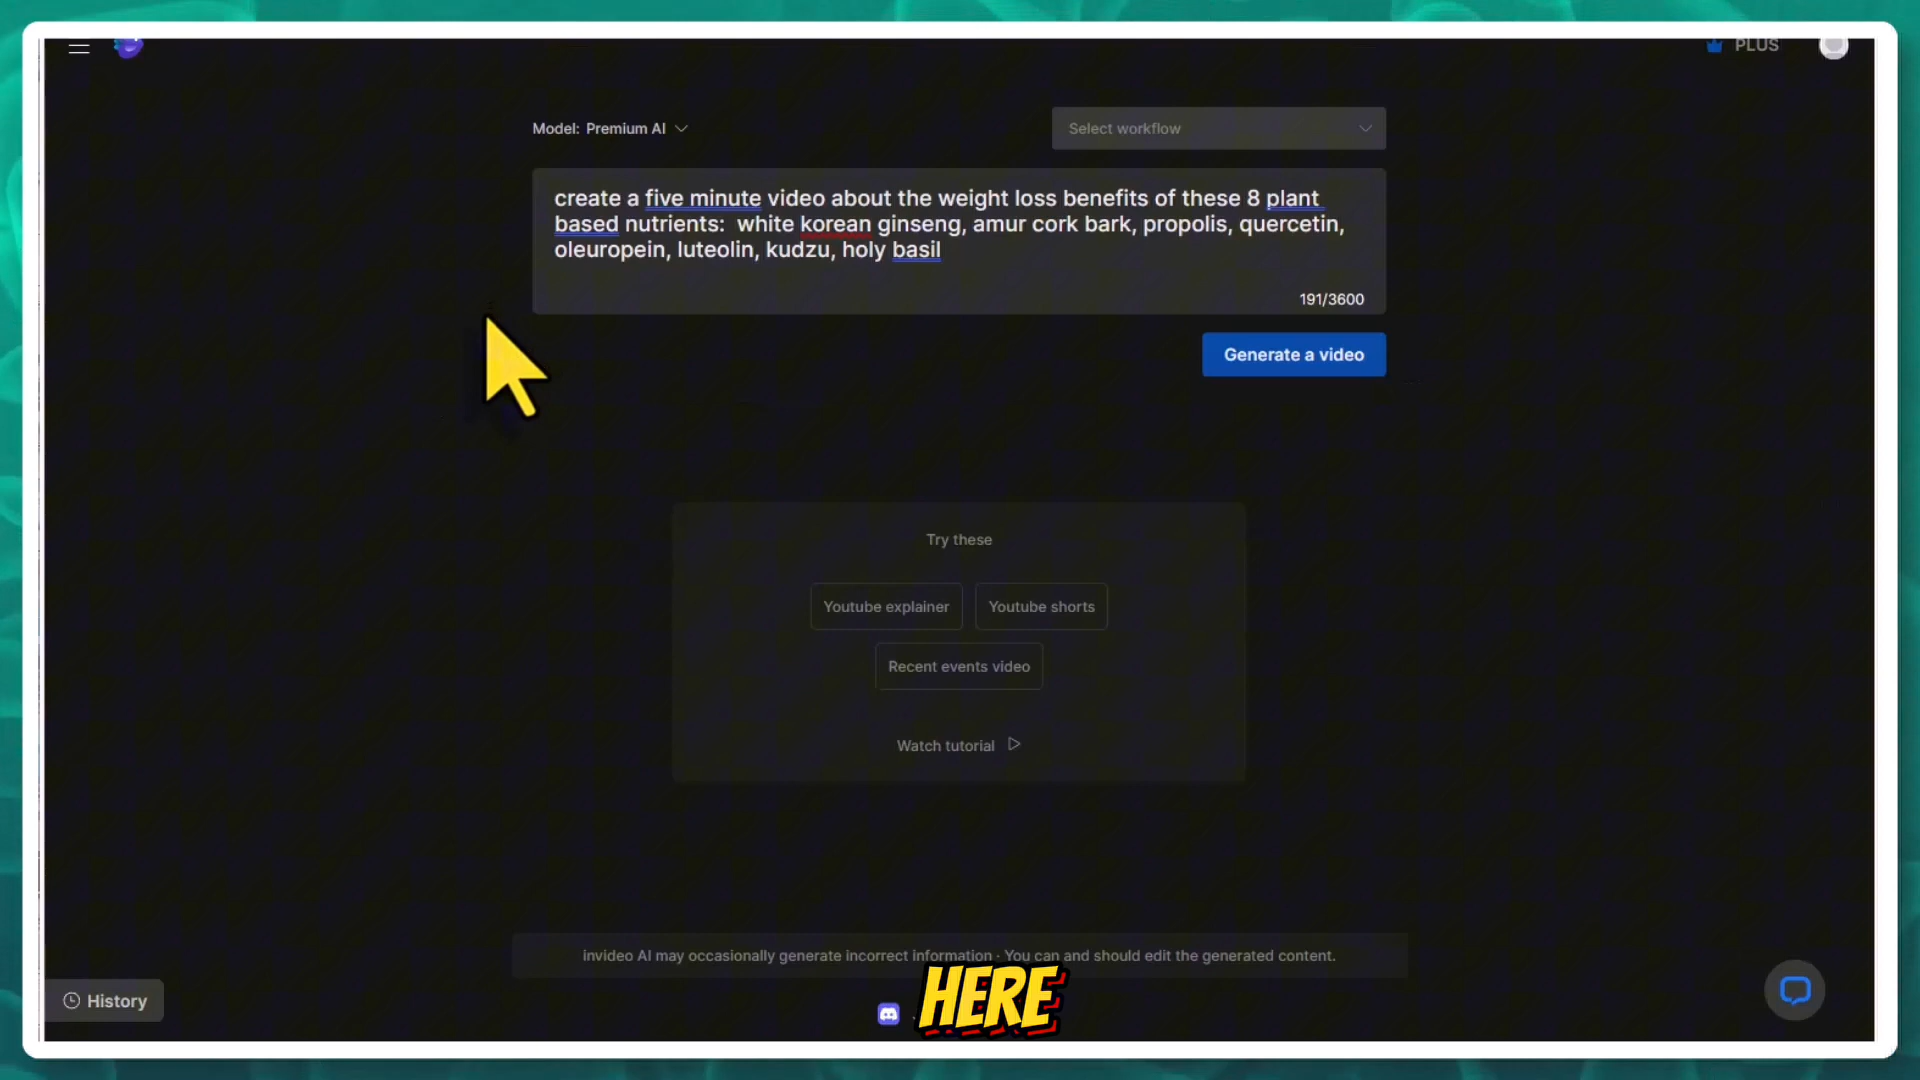 PLUS
Model: Premium AI
Select workflow
create a five minute video about the weight loss benefits of these 8 plant
based nutrients:  white korean ginseng, amur cork bark, propolis, quercetin,
oleuropein, luteolin, kudzu, holy basil
191/3600
Generate a video
Try these
Youtube explainer
Youtube shorts
Recent events video
Watch tutorial
invideo AI may occasionally generate incorrect information · You can and should edit the generated content.
History
HERE